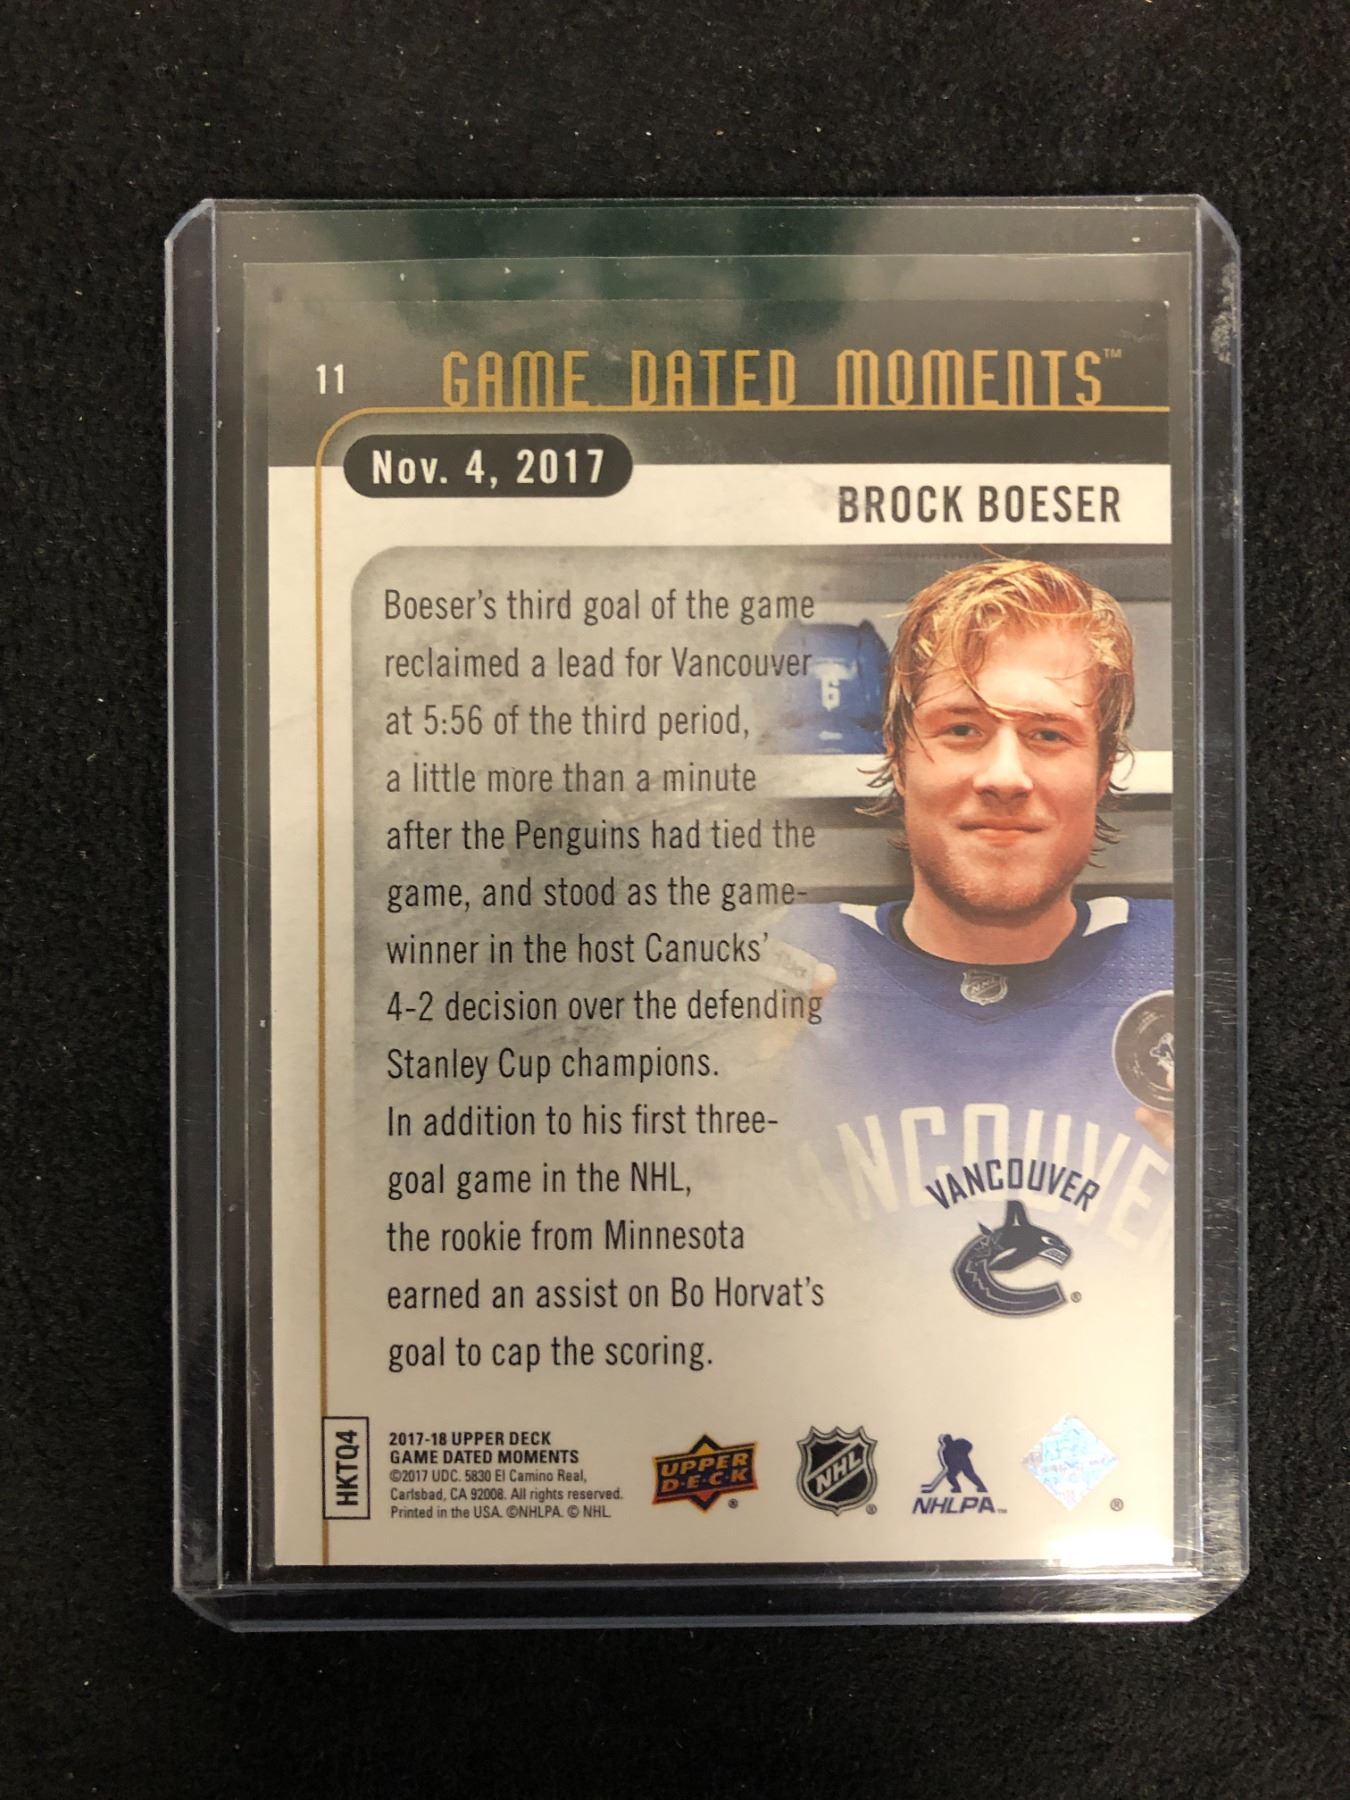 11 GAME DATED MOMENTS™
Nov. 4, 2017
BROCK BOESER
Boeser's third goal of the game
reclaimed a lead for Vancouver
at 5:56 of the third period,
a little more than a minute
after the Penguins had tied the
game, and stood as the game-
winner in the host Canucks'
4-2 decision over the defending
Stanley Cup champions.
In addition to his first three-
goal game in the NHL,
the rookie from Minnesota
earned an assist on Bo Horvat's
goal to cap the scoring.
6
NHL
VANCOUVER
®
HKTQ4
2017-18 UPPER DECK
GAME DATED MOMENTS
©2017 UDC. 5830 El Camino Real,
Carlsbad, CA 92008. All rights reserved.
Printed in the USA. ©NHLPA. © NHL.
UPPER
D·E·C·K
®
NHL
®
NHLPA™
®